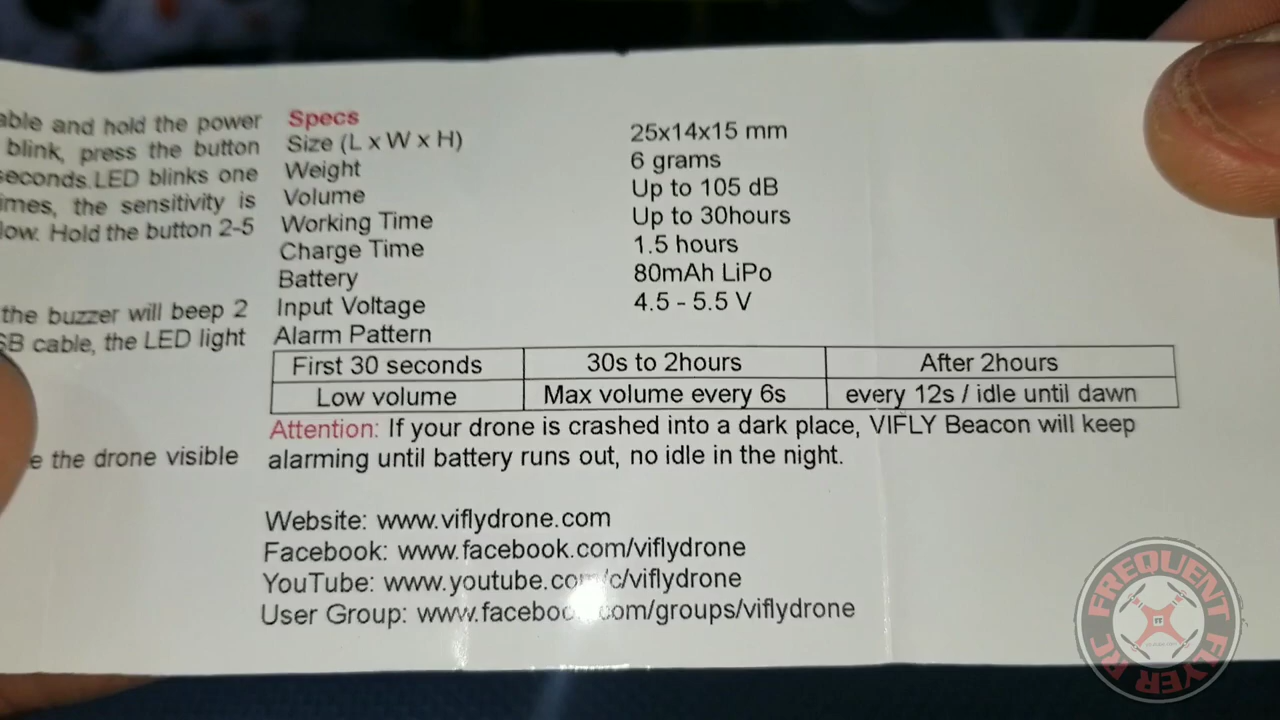 able and hold the power
blink, press the button
seconds.LED blinks one
imes, the sensitivity is
low. Hold the button 2-5
the buzzer will beep 2
SB cable, the LED light
e the drone visible
Specs
Size (L x W x H) 25x14x15 mm
Weight 6 grams
Volume Up to 105 dB
Working Time Up to 30hours
Charge Time 1.5 hours
Battery 80mAh LiPo
Input Voltage 4.5 - 5.5 V
Alarm Pattern
First 30 seconds 30s to 2hours After 2hours
Low volume Max volume every 6s every 12s / idle until dawn
Attention: If your drone is crashed into a dark place, VIFLY Beacon will keep
alarming until battery runs out, no idle in the night.
Website: www.viflydrone.com
Facebook: www.facebook.com/viflydrone
YouTube: www.youtube.com/c/viflydrone
User Group: www.facebook.com/groups/viflydrone
FREQUENT FLYER RC